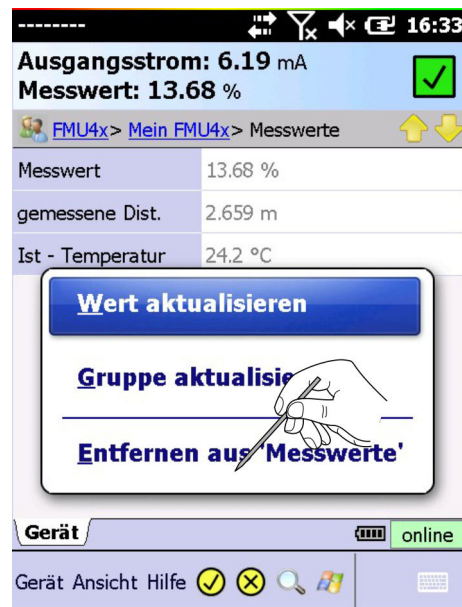 -------- 16:33
Ausgangsstrom: 6.19 mA
Messwert: 13.68 %
FMU4x> Mein FMU4x> Messwerte
Messwert 13.68 %
gemessene Dist. 2.659 m
Ist - Temperatur 24.2 °C
Wert aktualisieren
Gruppe
Entfernen aus 'Messwerte'
Gerät online
Gerät Ansicht Hilfe